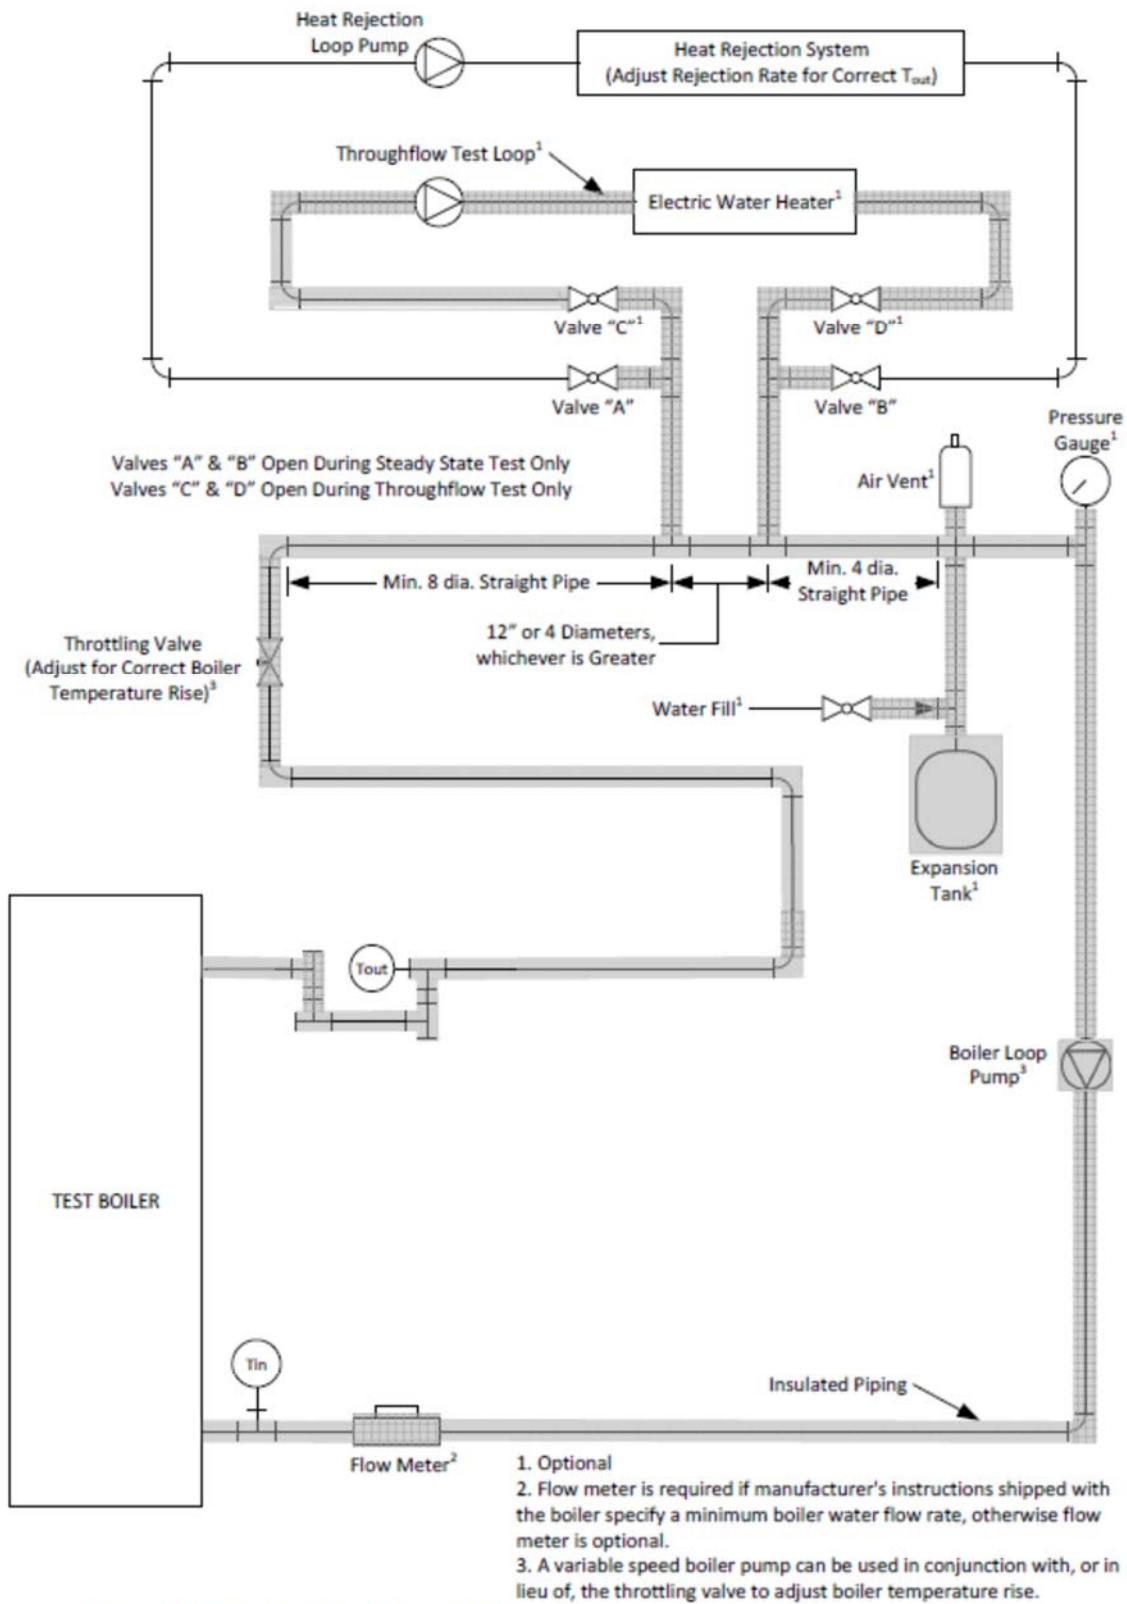 Heat Rejection
Loop Pump
Heat Rejection System
(Adjust Rejection Rate for Correct Tout)
Throughflow Test Loop¹
Electric Water Heater¹
Valve "C"¹
Valve "D"¹
Valve "A"
Valve "B"
Pressure
Gauge¹
Valves "A" & "B" Open During Steady State Test Only
Valves "C" & "D" Open During Throughflow Test Only
Air Vent¹
Min. 8 dia. Straight Pipe
Min. 4 dia.
Straight Pipe
12" or 4 Diameters,
whichever is Greater
Throttling Valve
(Adjust for Correct Boiler
Temperature Rise)³
Water Fill¹
Expansion
Tank¹
Tout
Boiler Loop
Pump³
TEST BOILER
Tin
Insulated Piping
Flow Meter²
1. Optional
2. Flow meter is required if manufacturer's instructions shipped with
the boiler specify a minimum boiler water flow rate, otherwise flow
meter is optional.
3. A variable speed boiler pump can be used in conjunction with, or in
lieu of, the throttling valve to adjust boiler temperature rise.